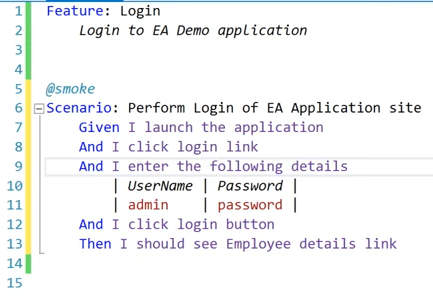 1 Feature: Login
2 Login to EA Demo application
3
4
5 @smoke
6 Scenario: Perform Login of EA Application site
7 Given I launch the application
8 And I click login link
9 And I enter the following details
10 | UserName | Password |
11 | admin | password |
12 And I click login button
13 Then I should see Employee details link
14
15